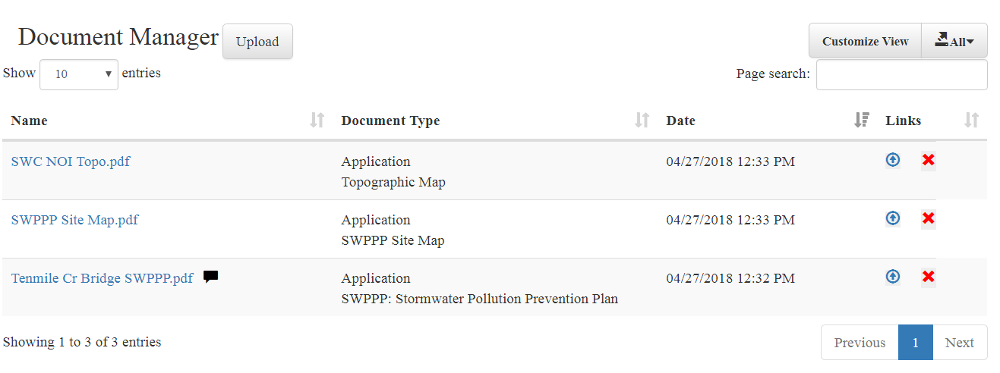 Document Manager Upload Customize View All
Show 10 entries Page search:
Name Document Type Date Links
SWC NOI Topo.pdf Application 04/27/2018 12:33 PM
Topographic Map
SWPPP Site Map.pdf Application 04/27/2018 12:33 PM
SWPPP Site Map
Tenmile Cr Bridge SWPPP.pdf Application 04/27/2018 12:32 PM
SWPPP: Stormwater Pollution Prevention Plan
Showing 1 to 3 of 3 entries Previous 1 Next